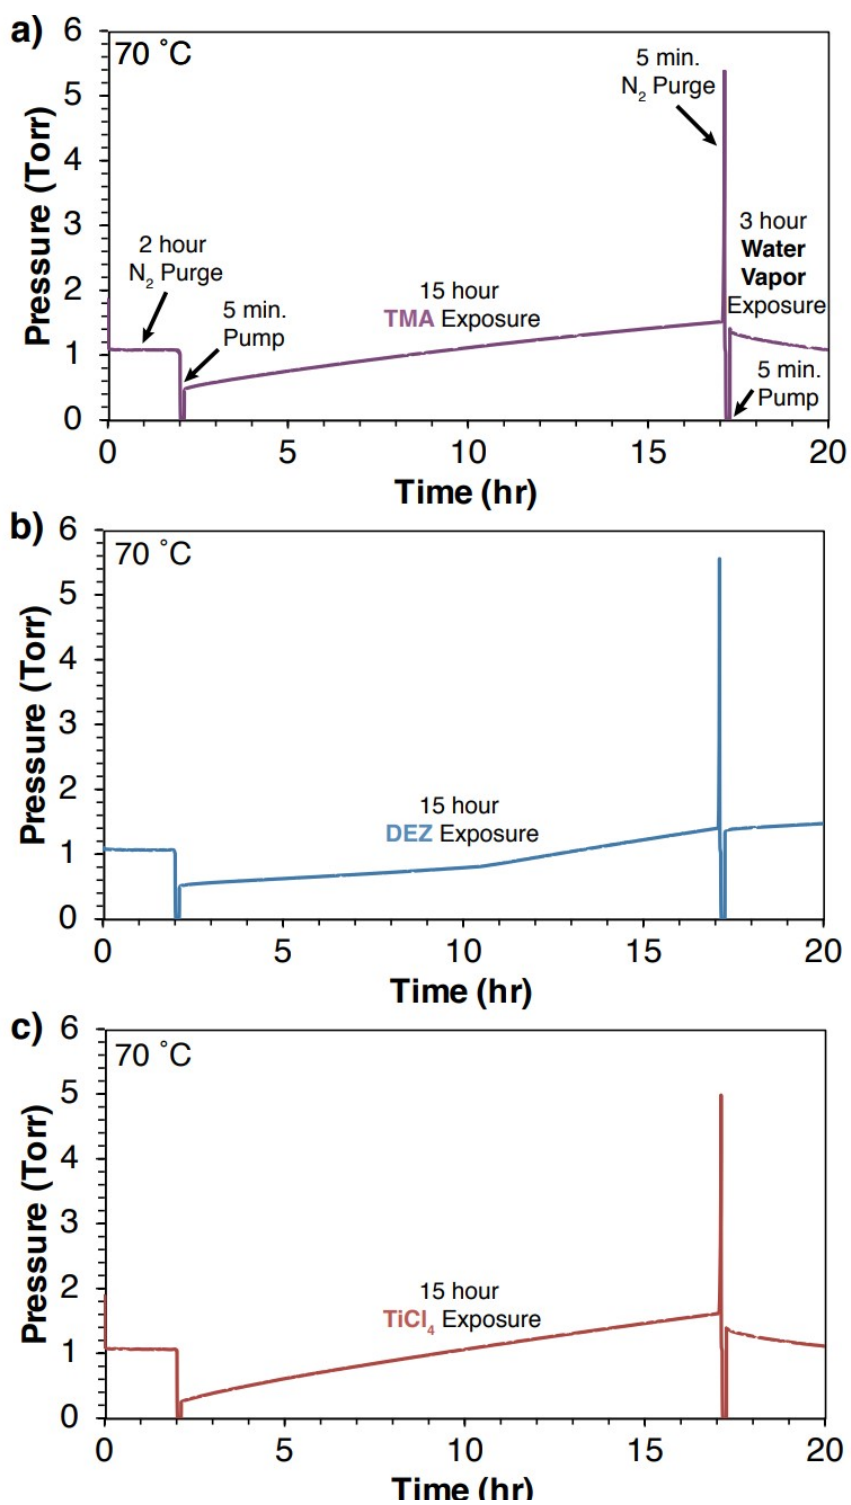 a)
70 ˚C
Pressure (Torr)
6
5
4
3
2
1
0
5 min.
N₂ Purge
2 hour
N₂ Purge
5 min.
Pump
15 hour
TMA Exposure
3 hour
Water
Vapor
Exposure
5 min.
Pump
0 5 10 15 20
Time (hr)
b)
70 ˚C
Pressure (Torr)
6
5
4
3
2
1
0
15 hour
DEZ Exposure
0 5 10 15 20
Time (hr)
c)
70 ˚C
Pressure (Torr)
6
5
4
3
2
1
0
15 hour
TiCl₄ Exposure
0 5 10 15 20
Time (hr)